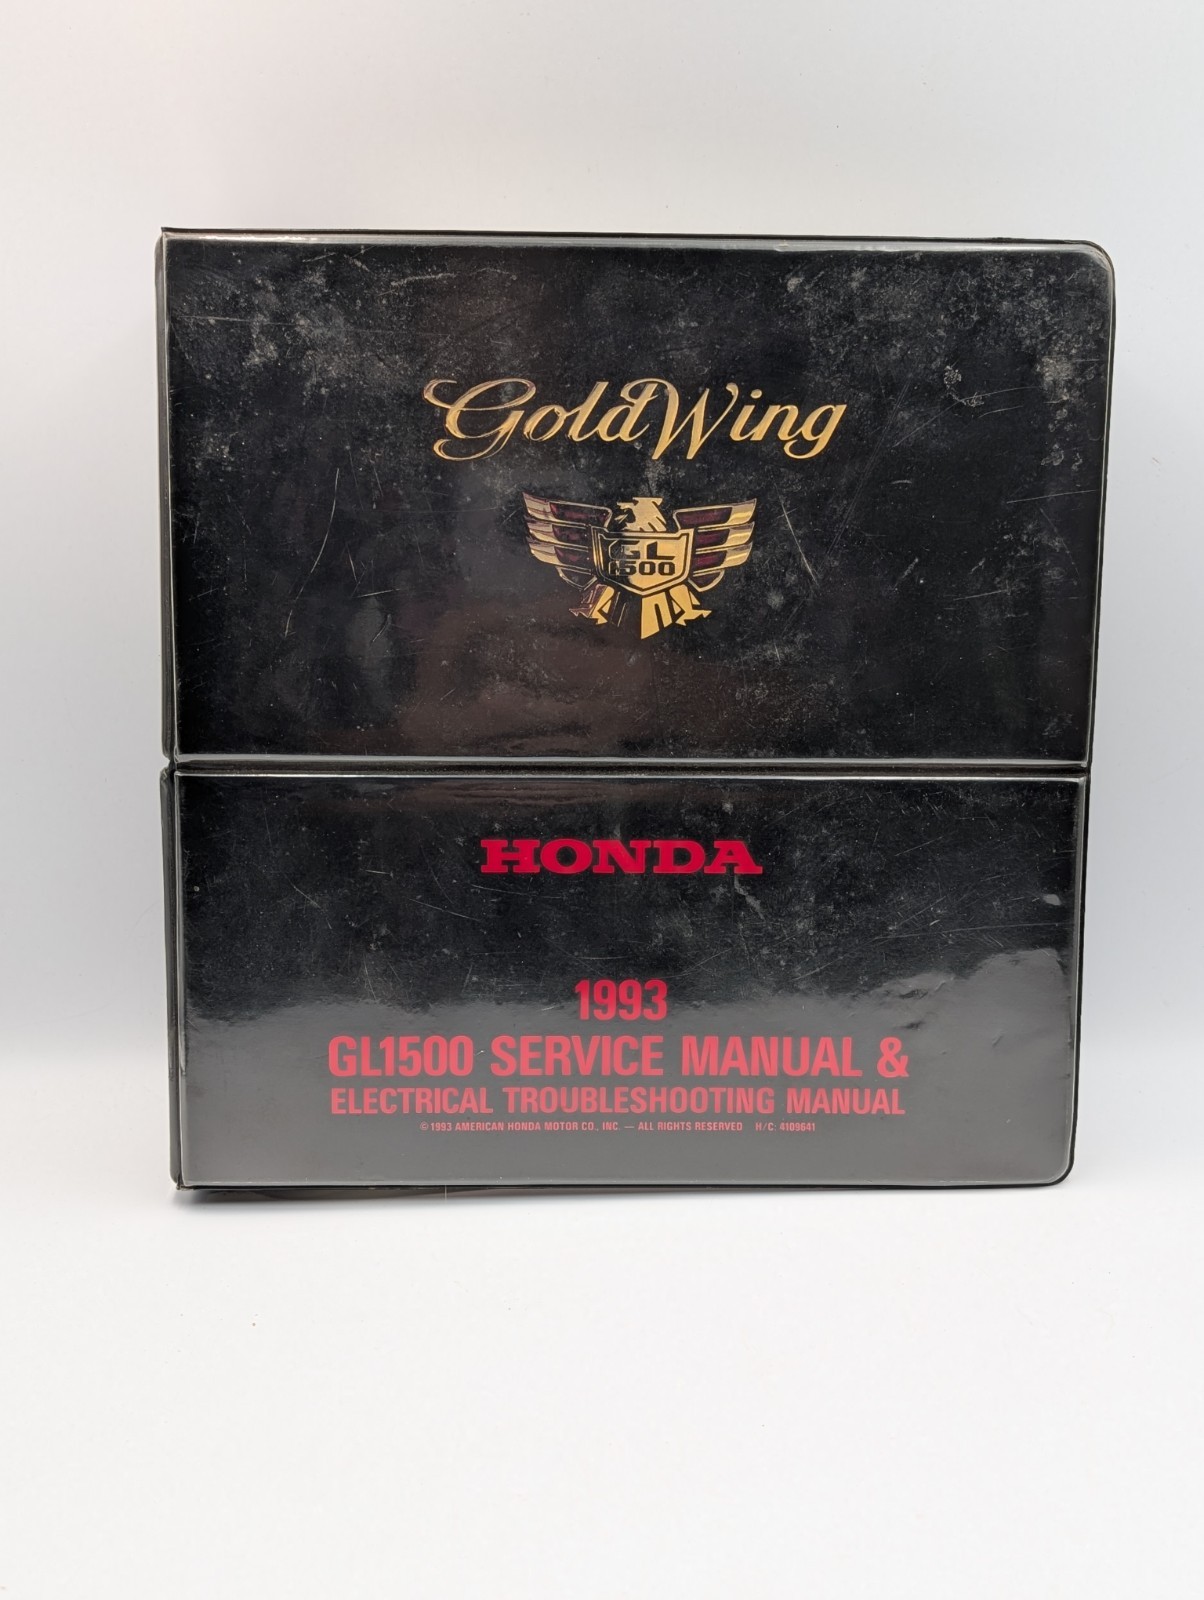 Gold Wing
GL
1500
HONDA
1993
GL1500 SERVICE MANUAL &
ELECTRICAL TROUBLESHOOTING MANUAL
© 1993 AMERICAN HONDA MOTOR CO., INC. — ALL RIGHTS RESERVED H/C: 4109641